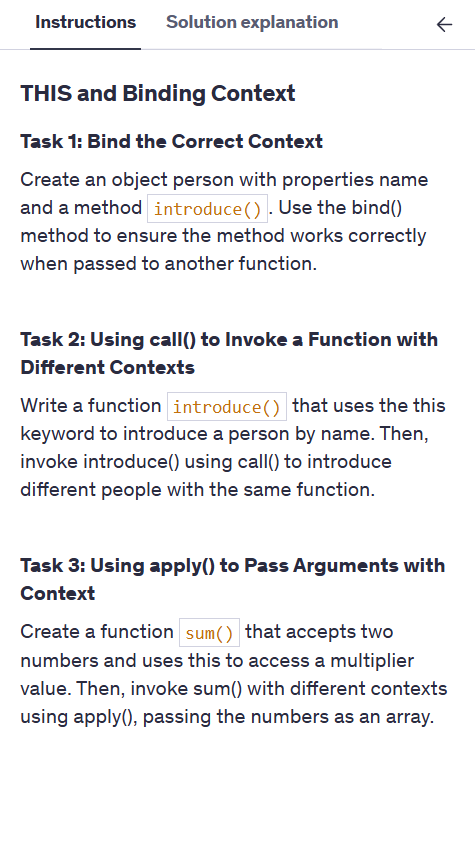 Instructions Solution explanation
THIS and Binding Context
Task 1: Bind the Correct Context
Create an object person with properties name
and a method introduce() . Use the bind()
method to ensure the method works correctly
when passed to another function.
Task 2: Using call() to Invoke a Function with
Different Contexts
Write a function introduce() that uses the this
keyword to introduce a person by name. Then,
invoke introduce() using call() to introduce
different people with the same function.
Task 3: Using apply() to Pass Arguments with
Context
Create a function sum() that accepts two
numbers and uses this to access a multiplier
value. Then, invoke sum() with different contexts
using apply(), passing the numbers as an array.